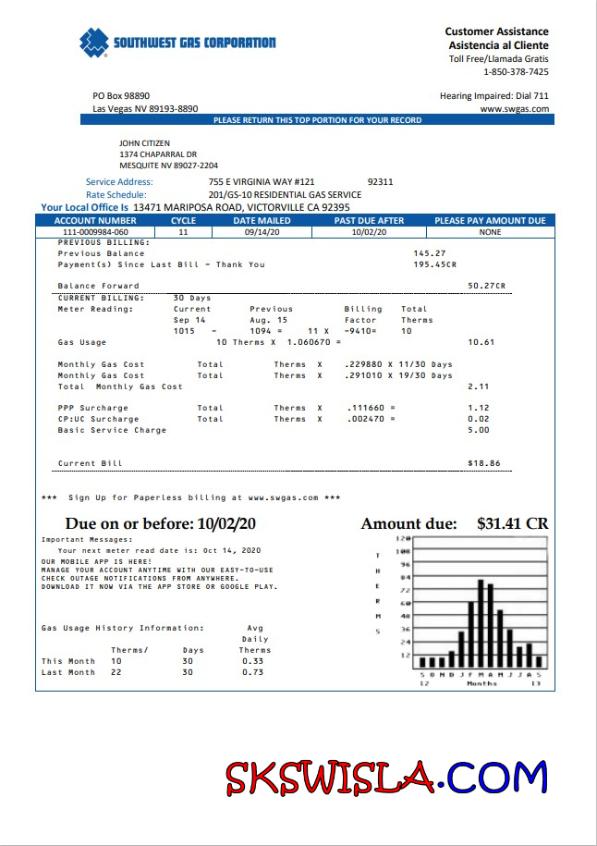 SOUTHWEST GAS CORPORATION
Customer Assistance
Asistencia al Cliente
Toll Free/Llamada Gratis
1-850-378-7425
PO Box 98890
Las Vegas NV 89193-8890
Hearing Impaired: Dial 711
www.swgas.com
PLEASE RETURN THIS TOP PORTION FOR YOUR RECORD
JOHN CITIZEN
1374 CHAPARRAL DR
MESQUITE NV 89027-2204
Service Address: 755 E VIRGINIA WAY #121 92311
Rate Schedule: 201/GS-10 RESIDENTIAL GAS SERVICE
Your Local Office Is 13471 MARIPOSA ROAD, VICTORVILLE CA 92395
ACCOUNT NUMBER CYCLE DATE MAILED PAST DUE AFTER PLEASE PAY AMOUNT DUE
111-0009984-060 11 09/14/20 10/02/20 NONE
PREVIOUS BILLING:
Previous Balance 145.27
Payment(s) Since Last Bill - Thank You 195.45CR
Balance Forward 50.27CR
CURRENT BILLING: 30 Days
Meter Reading: Current Previous Billing Total
Sep 14 Aug. 15 Factor Therms
1015 - 1094 = 11 X -9410= 10
Gas Usage 10 Therms X 1.060670 = 10.61
Monthly Gas Cost Total Therms X .229880 X 11/30 Days
Monthly Gas Cost Total Therms X .291010 X 19/30 Days
Total Monthly Gas Cost 2.11
PPP Surcharge Total Therms X .111660 = 1.12
CP:UC Surcharge Total Therms X .002470 = 0.02
Basic Service Charge 5.00
Current Bill $18.86
*** Sign Up for Paperless billing at www.swgas.com ***
Due on or before: 10/02/20 Amount due: $31.41 CR
Important Messages:
Your next meter read date is: Oct 14, 2020
OUR MOBILE APP IS HERE!
MANAGE YOUR ACCOUNT ANYTIME WITH OUR EASY-TO-USE
CHECK OUTAGE NOTIFICATIONS FROM ANYWHERE.
DOWNLOAD IT NOW VIA THE APP STORE OR GOOGLE PLAY.
Gas Usage History Information: Avg
Daily
Therms/ Days Therms
This Month 10 30 0.33
Last Month 22 30 0.73
THERMS
120
108
96
84
72
60
48
36
24
12
S O N D J F M A M J J A S
12 Months 13
SKSWISLA.COM